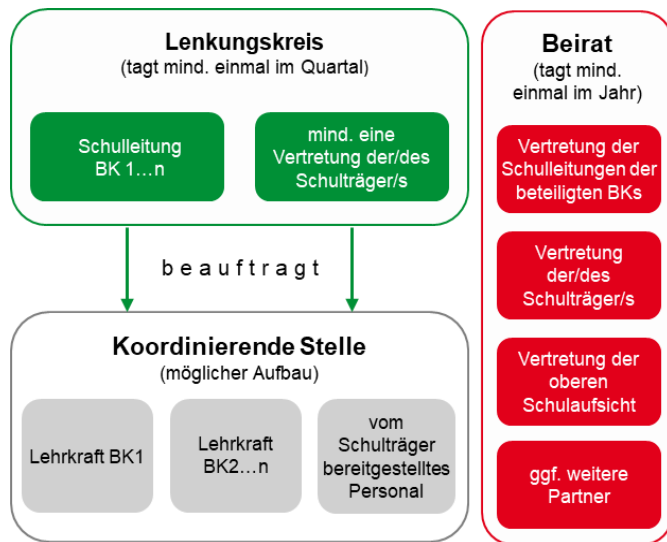 Lenkungskreis
(tagt mind. einmal im Quartal)
Schulleitung
BK 1…n
mind. eine
Vertretung der/des
Schulträger/s
beauftragt
Koordinierende Stelle
(möglicher Aufbau)
Lehrkraft BK1
Lehrkraft
BK2…n
vom
Schulträger
bereitgestelltes
Personal
Beirat
(tagt mind.
einmal im Jahr)
Vertretung der
Schulleitungen der
beteiligten BKs
Vertretung
der/des
Schulträger/s
Vertretung der
oberen
Schulaufsicht
ggf. weitere
Partner